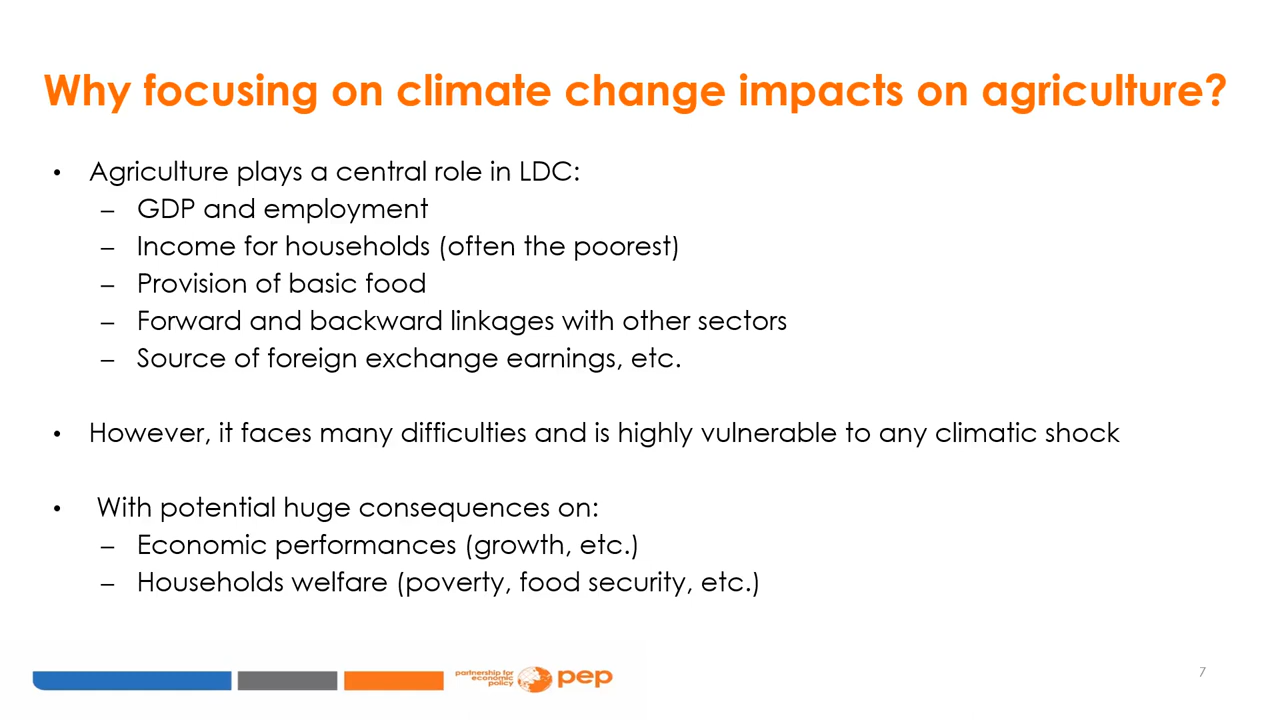 Why focusing on climate change impacts on agriculture?
• Agriculture plays a central role in LDC:
– GDP and employment
– Income for households (often the poorest)
– Provision of basic food
– Forward and backward linkages with other sectors
– Source of foreign exchange earnings, etc.
• However, it faces many difficulties and is highly vulnerable to any climatic shock
• With potential huge consequences on:
– Economic performances (growth, etc.)
– Households welfare (poverty, food security, etc.)
partnership for
economic
policy
pep
7